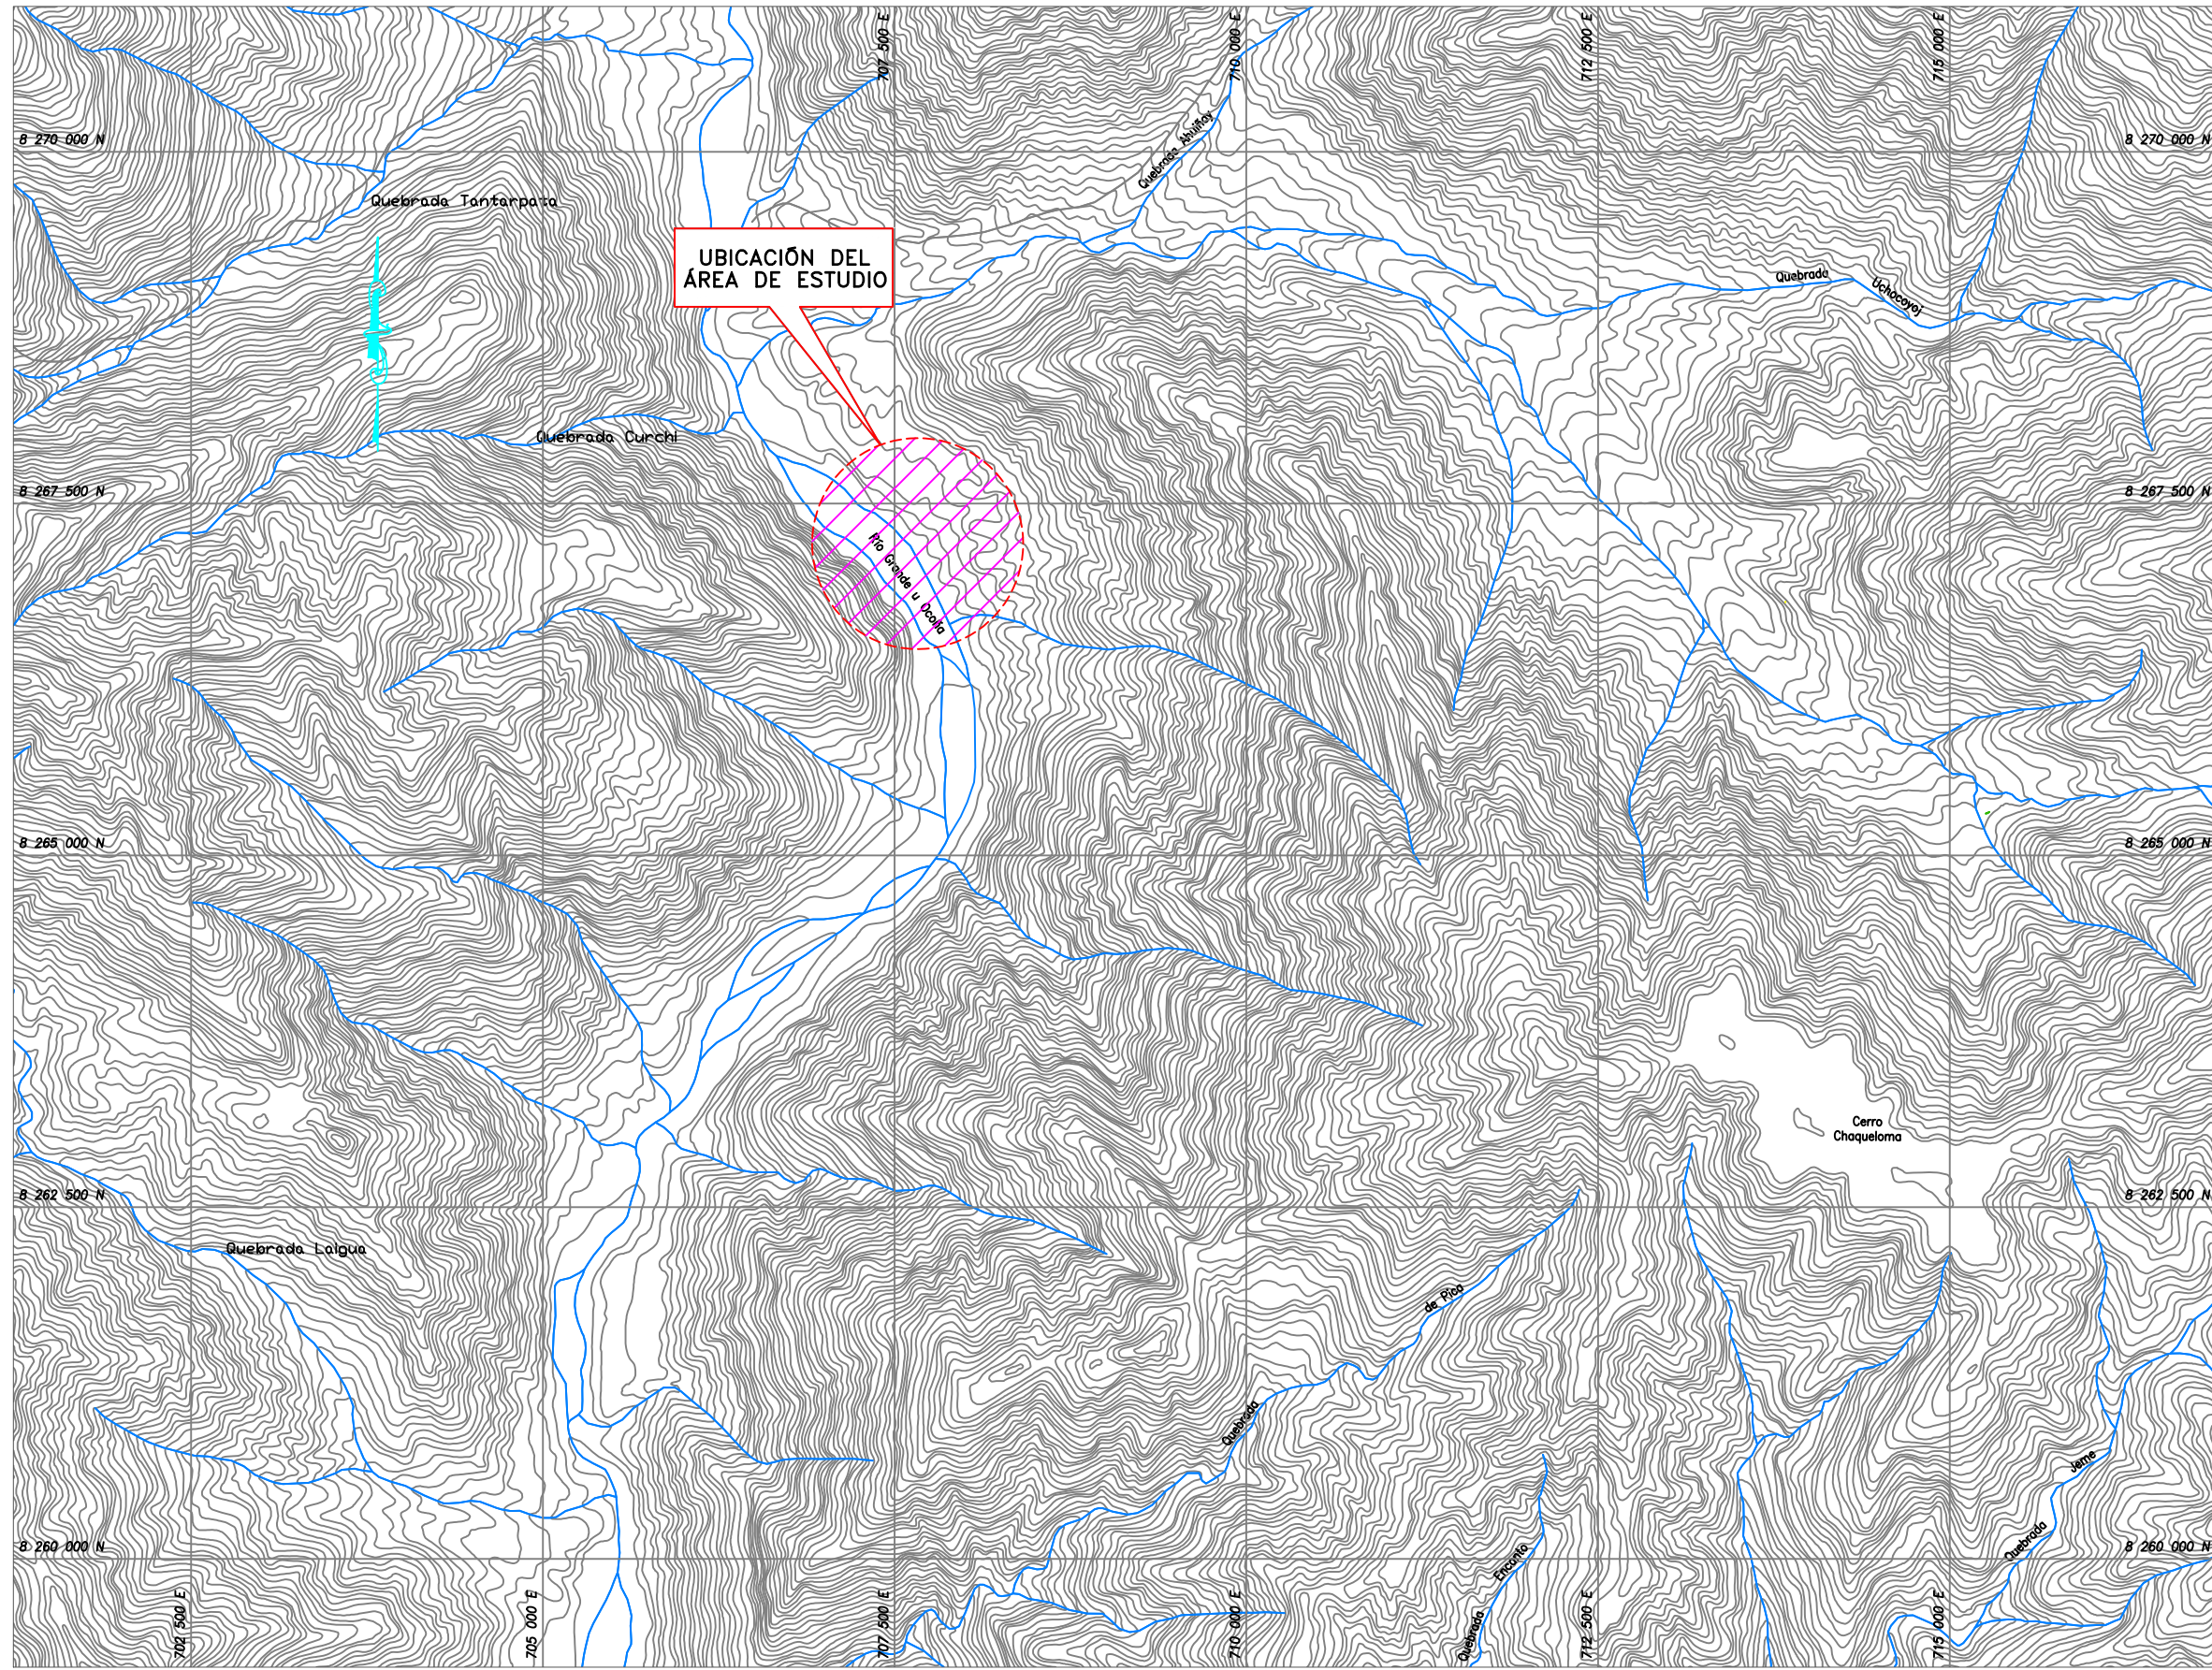 707 500 E
710 000 E
712 500 E
715 000 E
8 270 000 N
8 270 000 N
Quebrada Ahuiñay
Quebrada Tantarpata
UBICACIÓN DEL
ÁREA DE ESTUDIO
Quebrada
Uchocoyoj
Quebrada Curchi
8 267 500 N
8 267 500 N
Río Grande u Ocoña
8 265 000 N
8 265 000 N
Cerro
Chaqueloma
8 262 500 N
8 262 500 N
Quebrada Laigua
de Pica
Quebrada
Jeme
Quebrada
Encanto
Quebrada
8 260 000 N
8 260 000 N
702 500 E
705 000 E
707 500 E
710 000 E
712 500 E
715 000 E